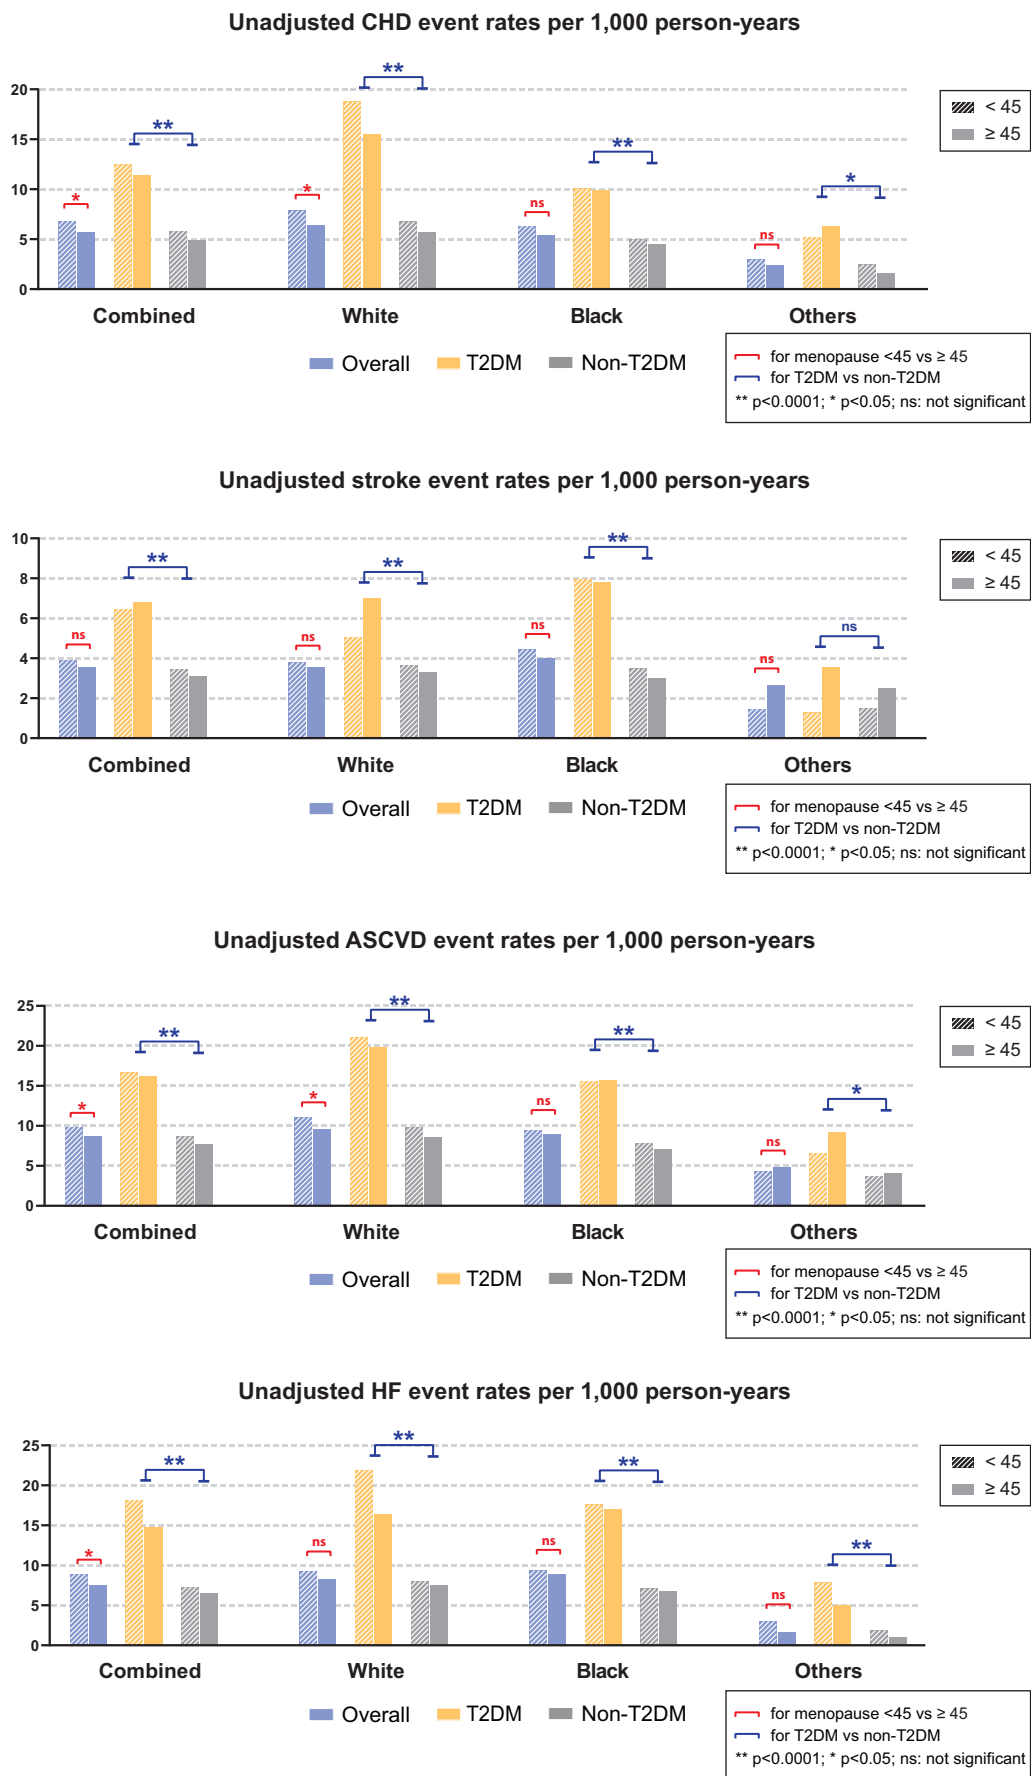 Unadjusted CHD event rates per 1,000 person-years
20
15
10
5
0
*
**
*
**
ns
**
ns
*
< 45
≥ 45
Combined White Black Others
Overall T2DM Non-T2DM
for menopause <45 vs ≥ 45
for T2DM vs non-T2DM
** p<0.0001; * p<0.05; ns: not significant
Unadjusted stroke event rates per 1,000 person-years
10
8
6
4
2
0
ns
**
ns
**
ns
**
ns
ns
< 45
≥ 45
Combined White Black Others
Overall T2DM Non-T2DM
for menopause <45 vs ≥ 45
for T2DM vs non-T2DM
** p<0.0001; * p<0.05; ns: not significant
Unadjusted ASCVD event rates per 1,000 person-years
25
20
15
10
5
0
*
**
*
**
ns
**
ns
*
< 45
≥ 45
Combined White Black Others
Overall T2DM Non-T2DM
for menopause <45 vs ≥ 45
for T2DM vs non-T2DM
** p<0.0001; * p<0.05; ns: not significant
Unadjusted HF event rates per 1,000 person-years
25
20
15
10
5
0
*
**
ns
**
ns
**
ns
**
< 45
≥ 45
Combined White Black Others
Overall T2DM Non-T2DM
for menopause <45 vs ≥ 45
for T2DM vs non-T2DM
** p<0.0001; * p<0.05; ns: not significant